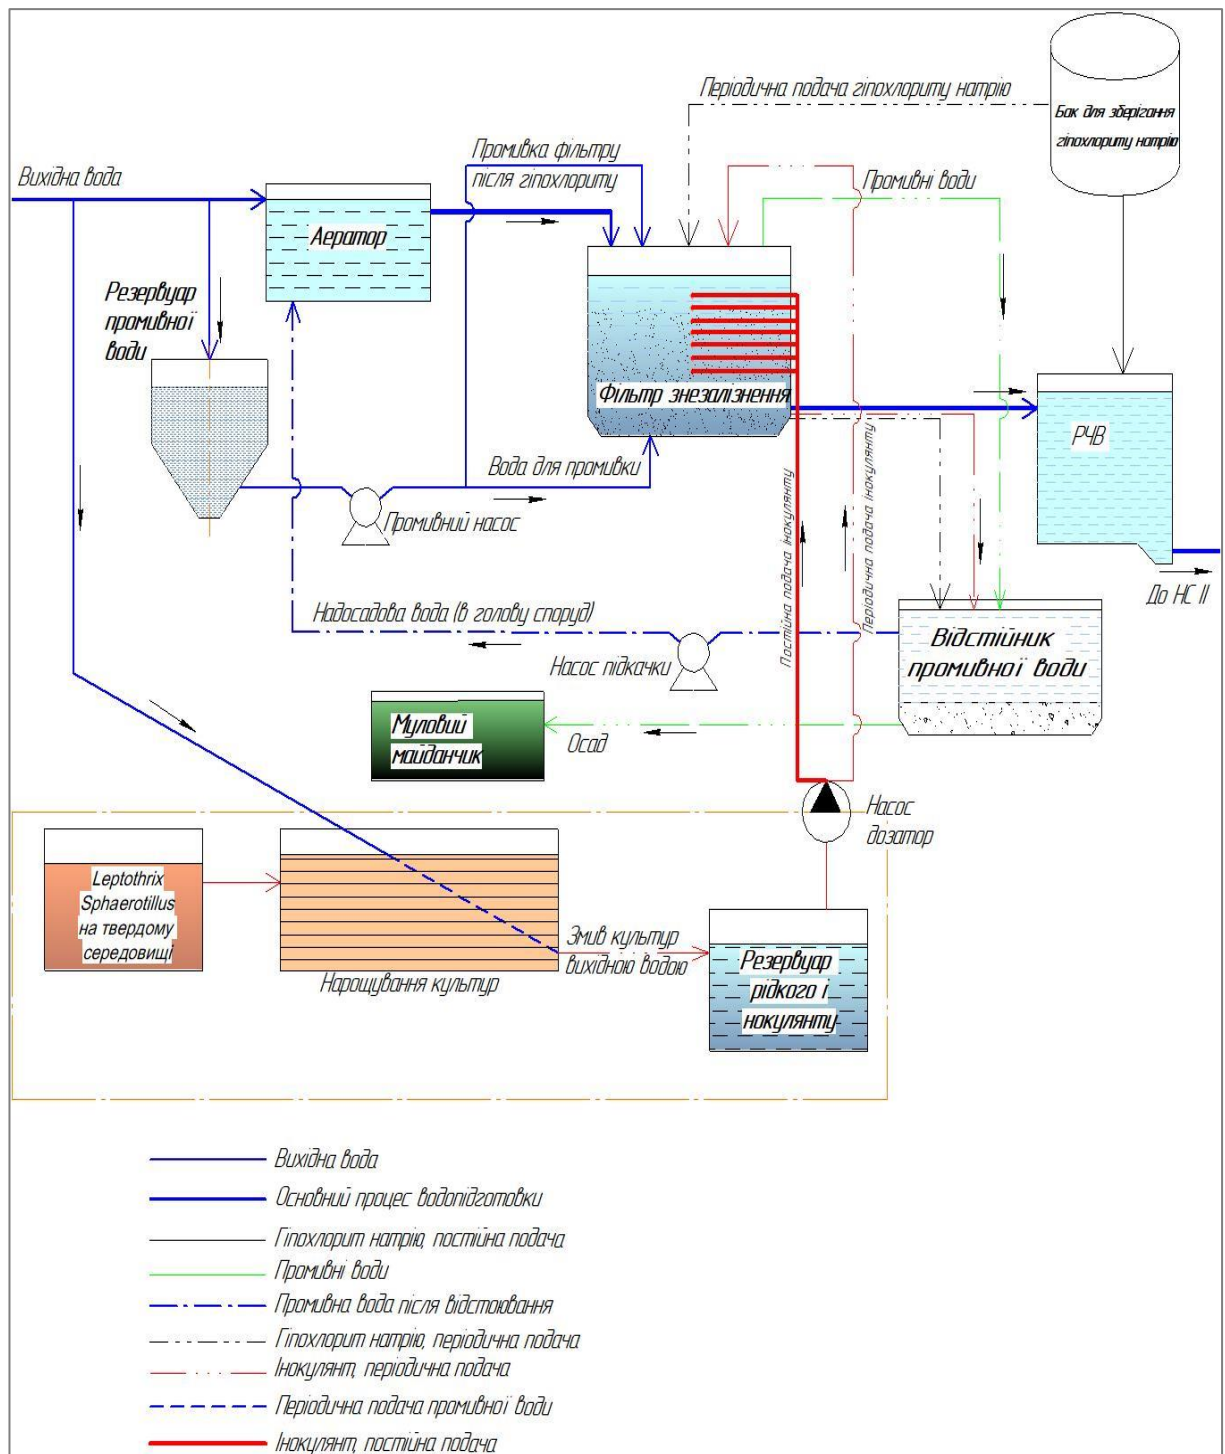 Періодична подача гіпохлориту натрію
Бак для зберігання
гіпохлориту натрію
Промивка фільтру
після гіпохлориту
Вихідна вода
Промивні води
Аератор
Резервуар
промивної
води
Фільтр знезалізнення
РЧВ
Вода для промивки
Промивний насос
Постійна подача інокулянту
Періодична подача інокулянту
До НС ІІ
Надосадова вода (в голову споруд)
Насос підкачки
Відстійник
промивної води
Муловий
майданчик
Осад
Насос
дозатор
Leptothrix
Sphaerotillus
на твердому
середовищі
Нарощування культур
Змив культур
вихідною водою
Резервуар
рідкого і
нокулянту
Вихідна вода
Основний процес водопідготовки
Гіпохлорит натрію, постійна подача
Промивні води
Промивна вода після відстоювання
Гіпохлорит натрію, періодична подача
Інокулянт, періодична подача
Періодична подача промивної води
Інокулянт, постійна подача